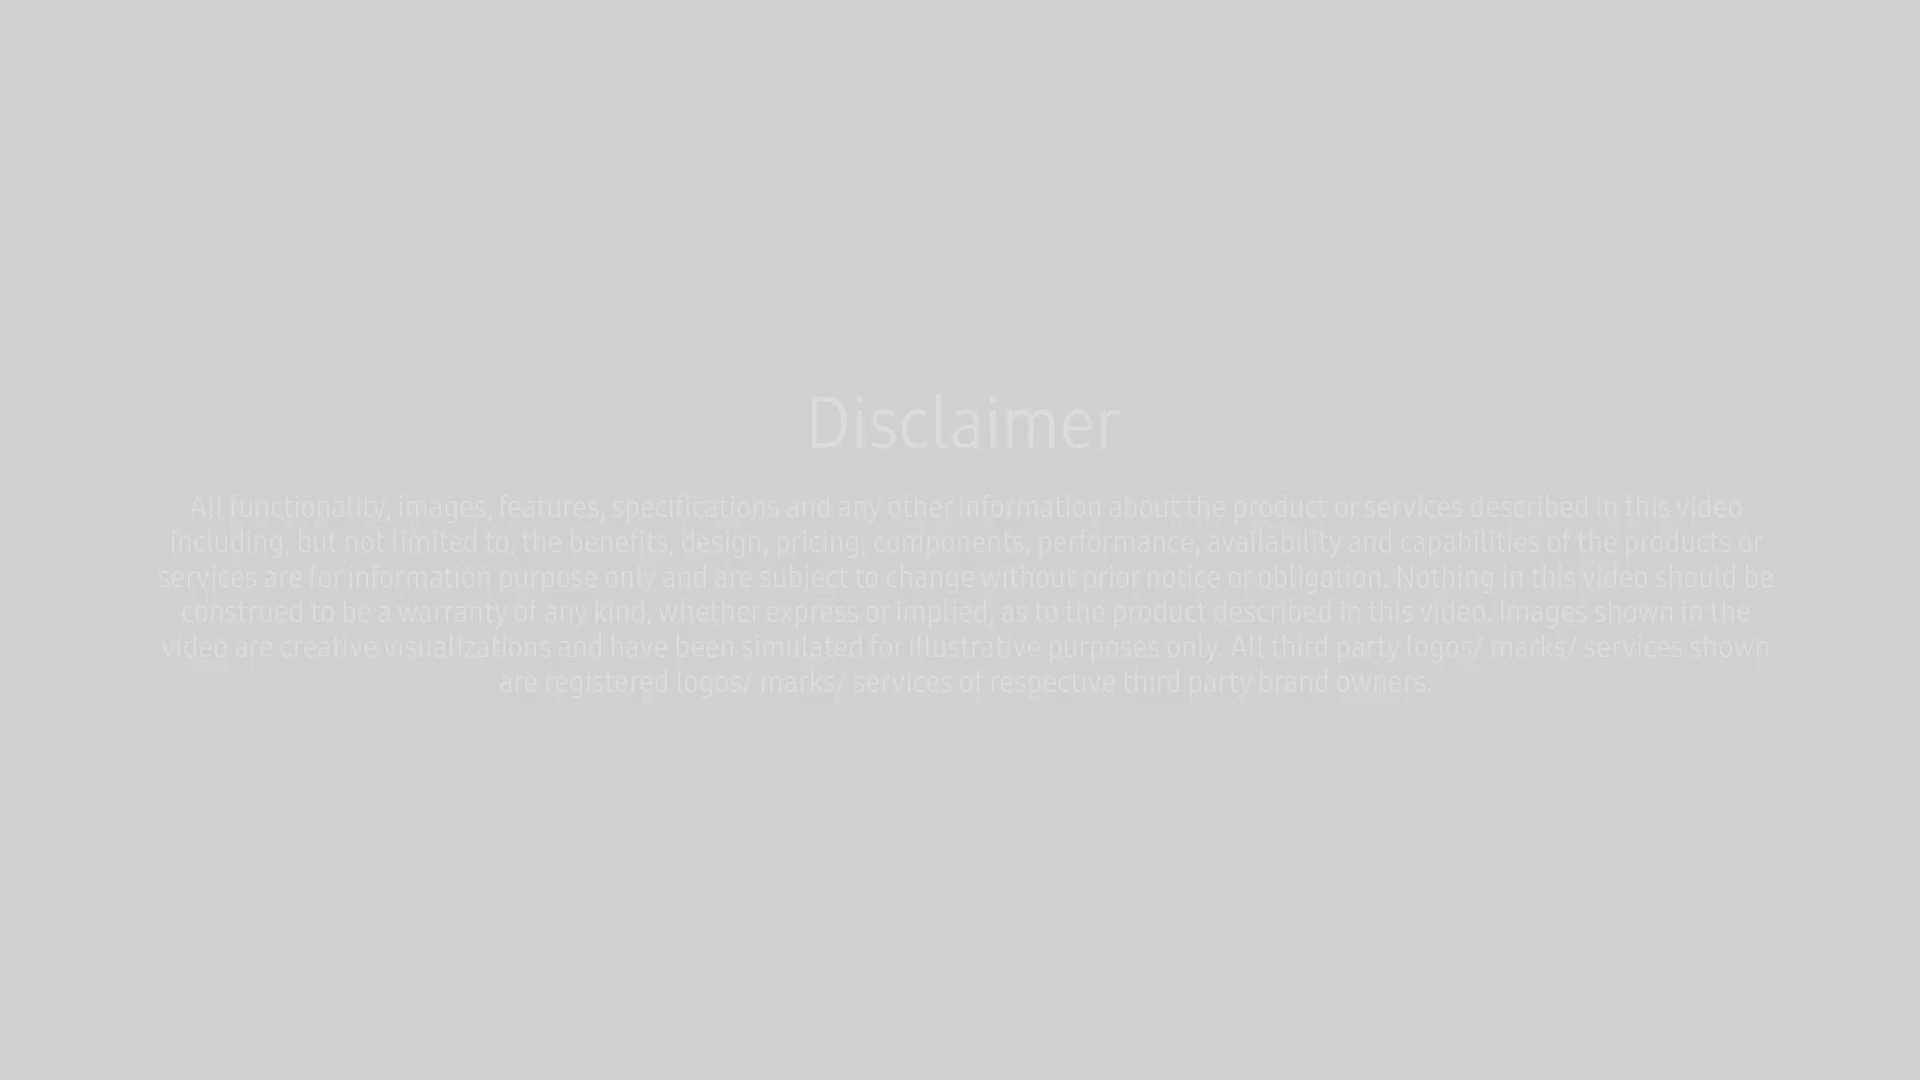 Disclaimer
All functionality, images, features, specifications and any other information about the product or services described in this video
including, but not limited to, the benefits, design, pricing, components, performance, availability and capabilities of the products or
services are for information purpose only and are subject to change without prior notice or obligation. Nothing in this video should be
construed to be a warranty of any kind, whether express or implied, as to the product described in this video. Images shown in the
video are creative visualizations and have been simulated for illustrative purposes only. All third party logos/ marks/ services shown
are registered logos/ marks/ services of respective third party brand owners.